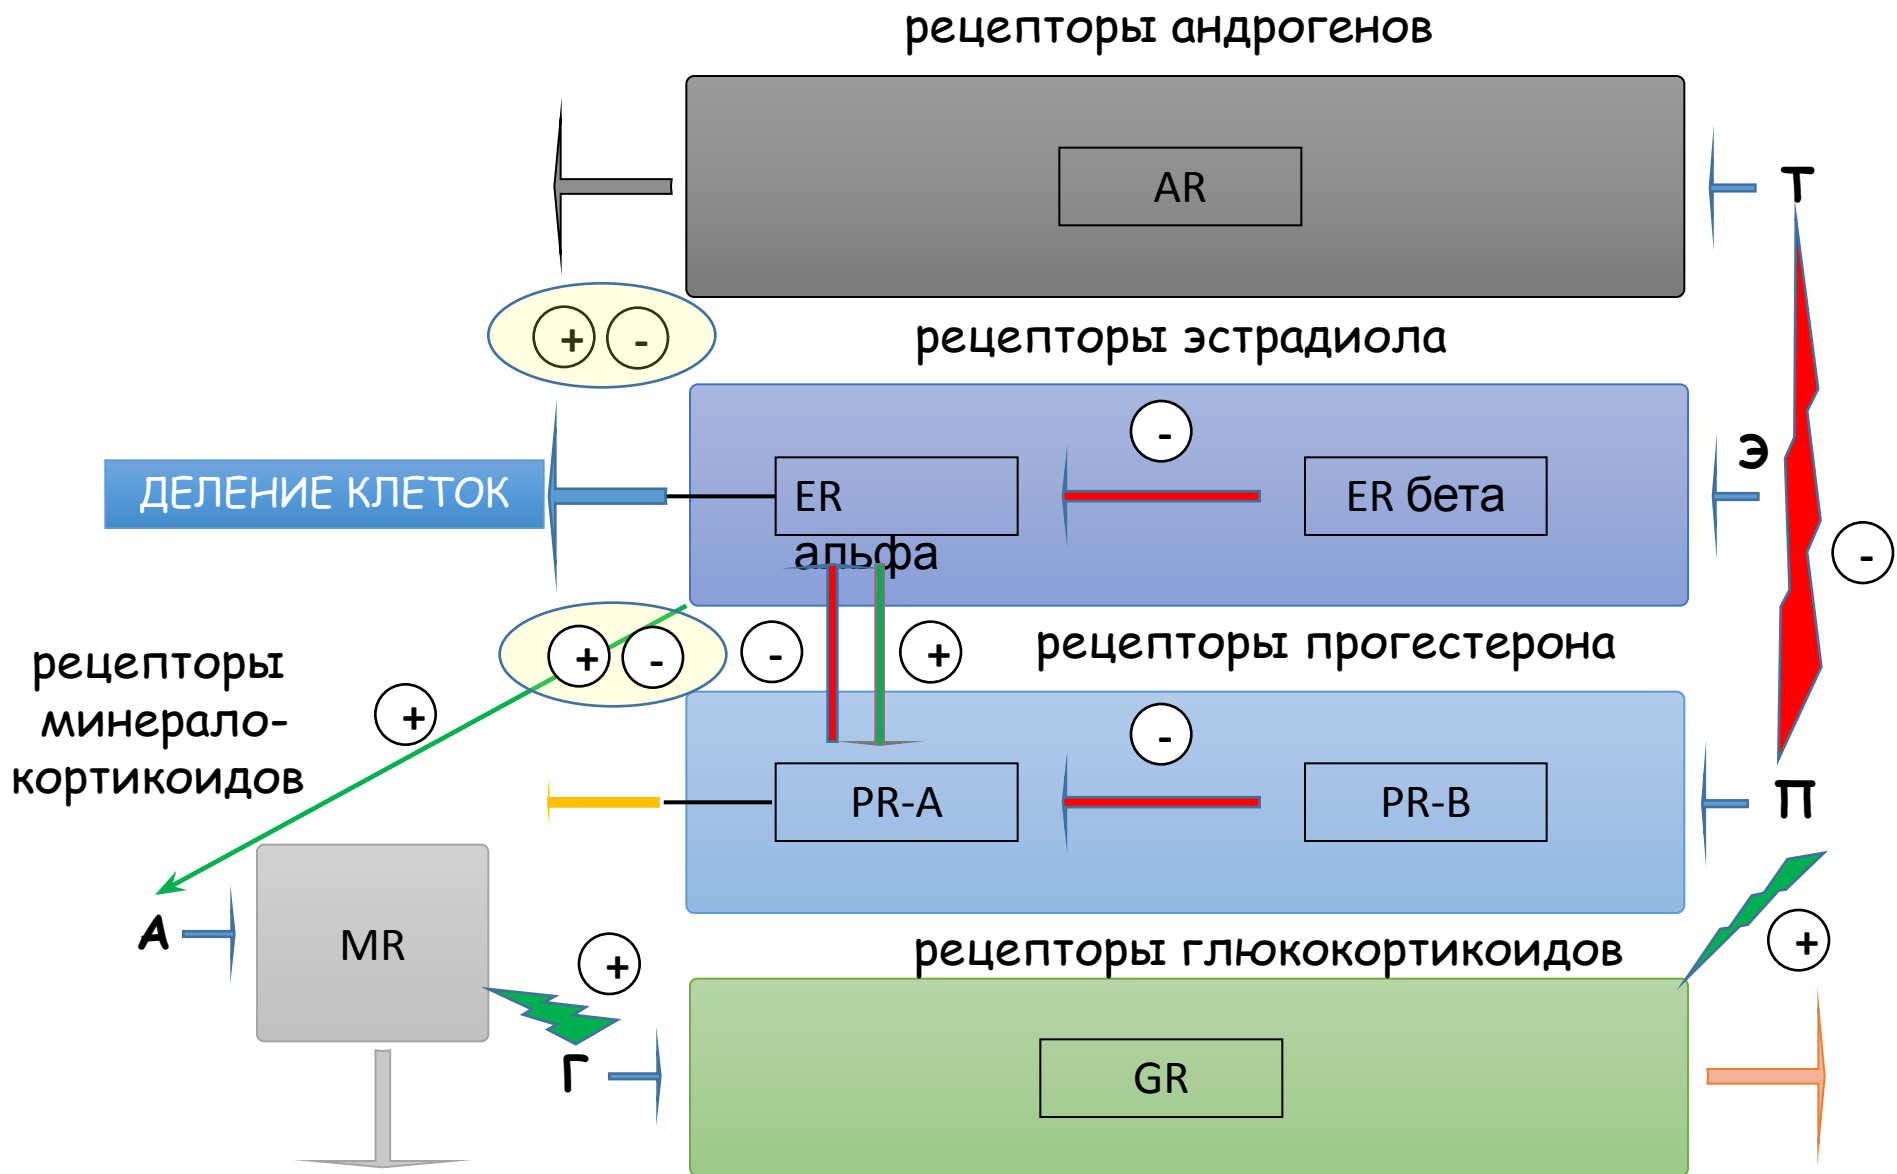 рецепторы андрогенов
AR
Т
+ -
рецепторы эстрадиола
-
Э
ДЕЛЕНИЕ КЛЕТОК
ER
альфа
ER бета
-
+ -
-
+
рецепторы прогестерона
рецепторы
минерало-
кортикоидов
+
-
PR-A
PR-B
П
А
MR
+
рецепторы глюкокортикоидов
+
Г
GR